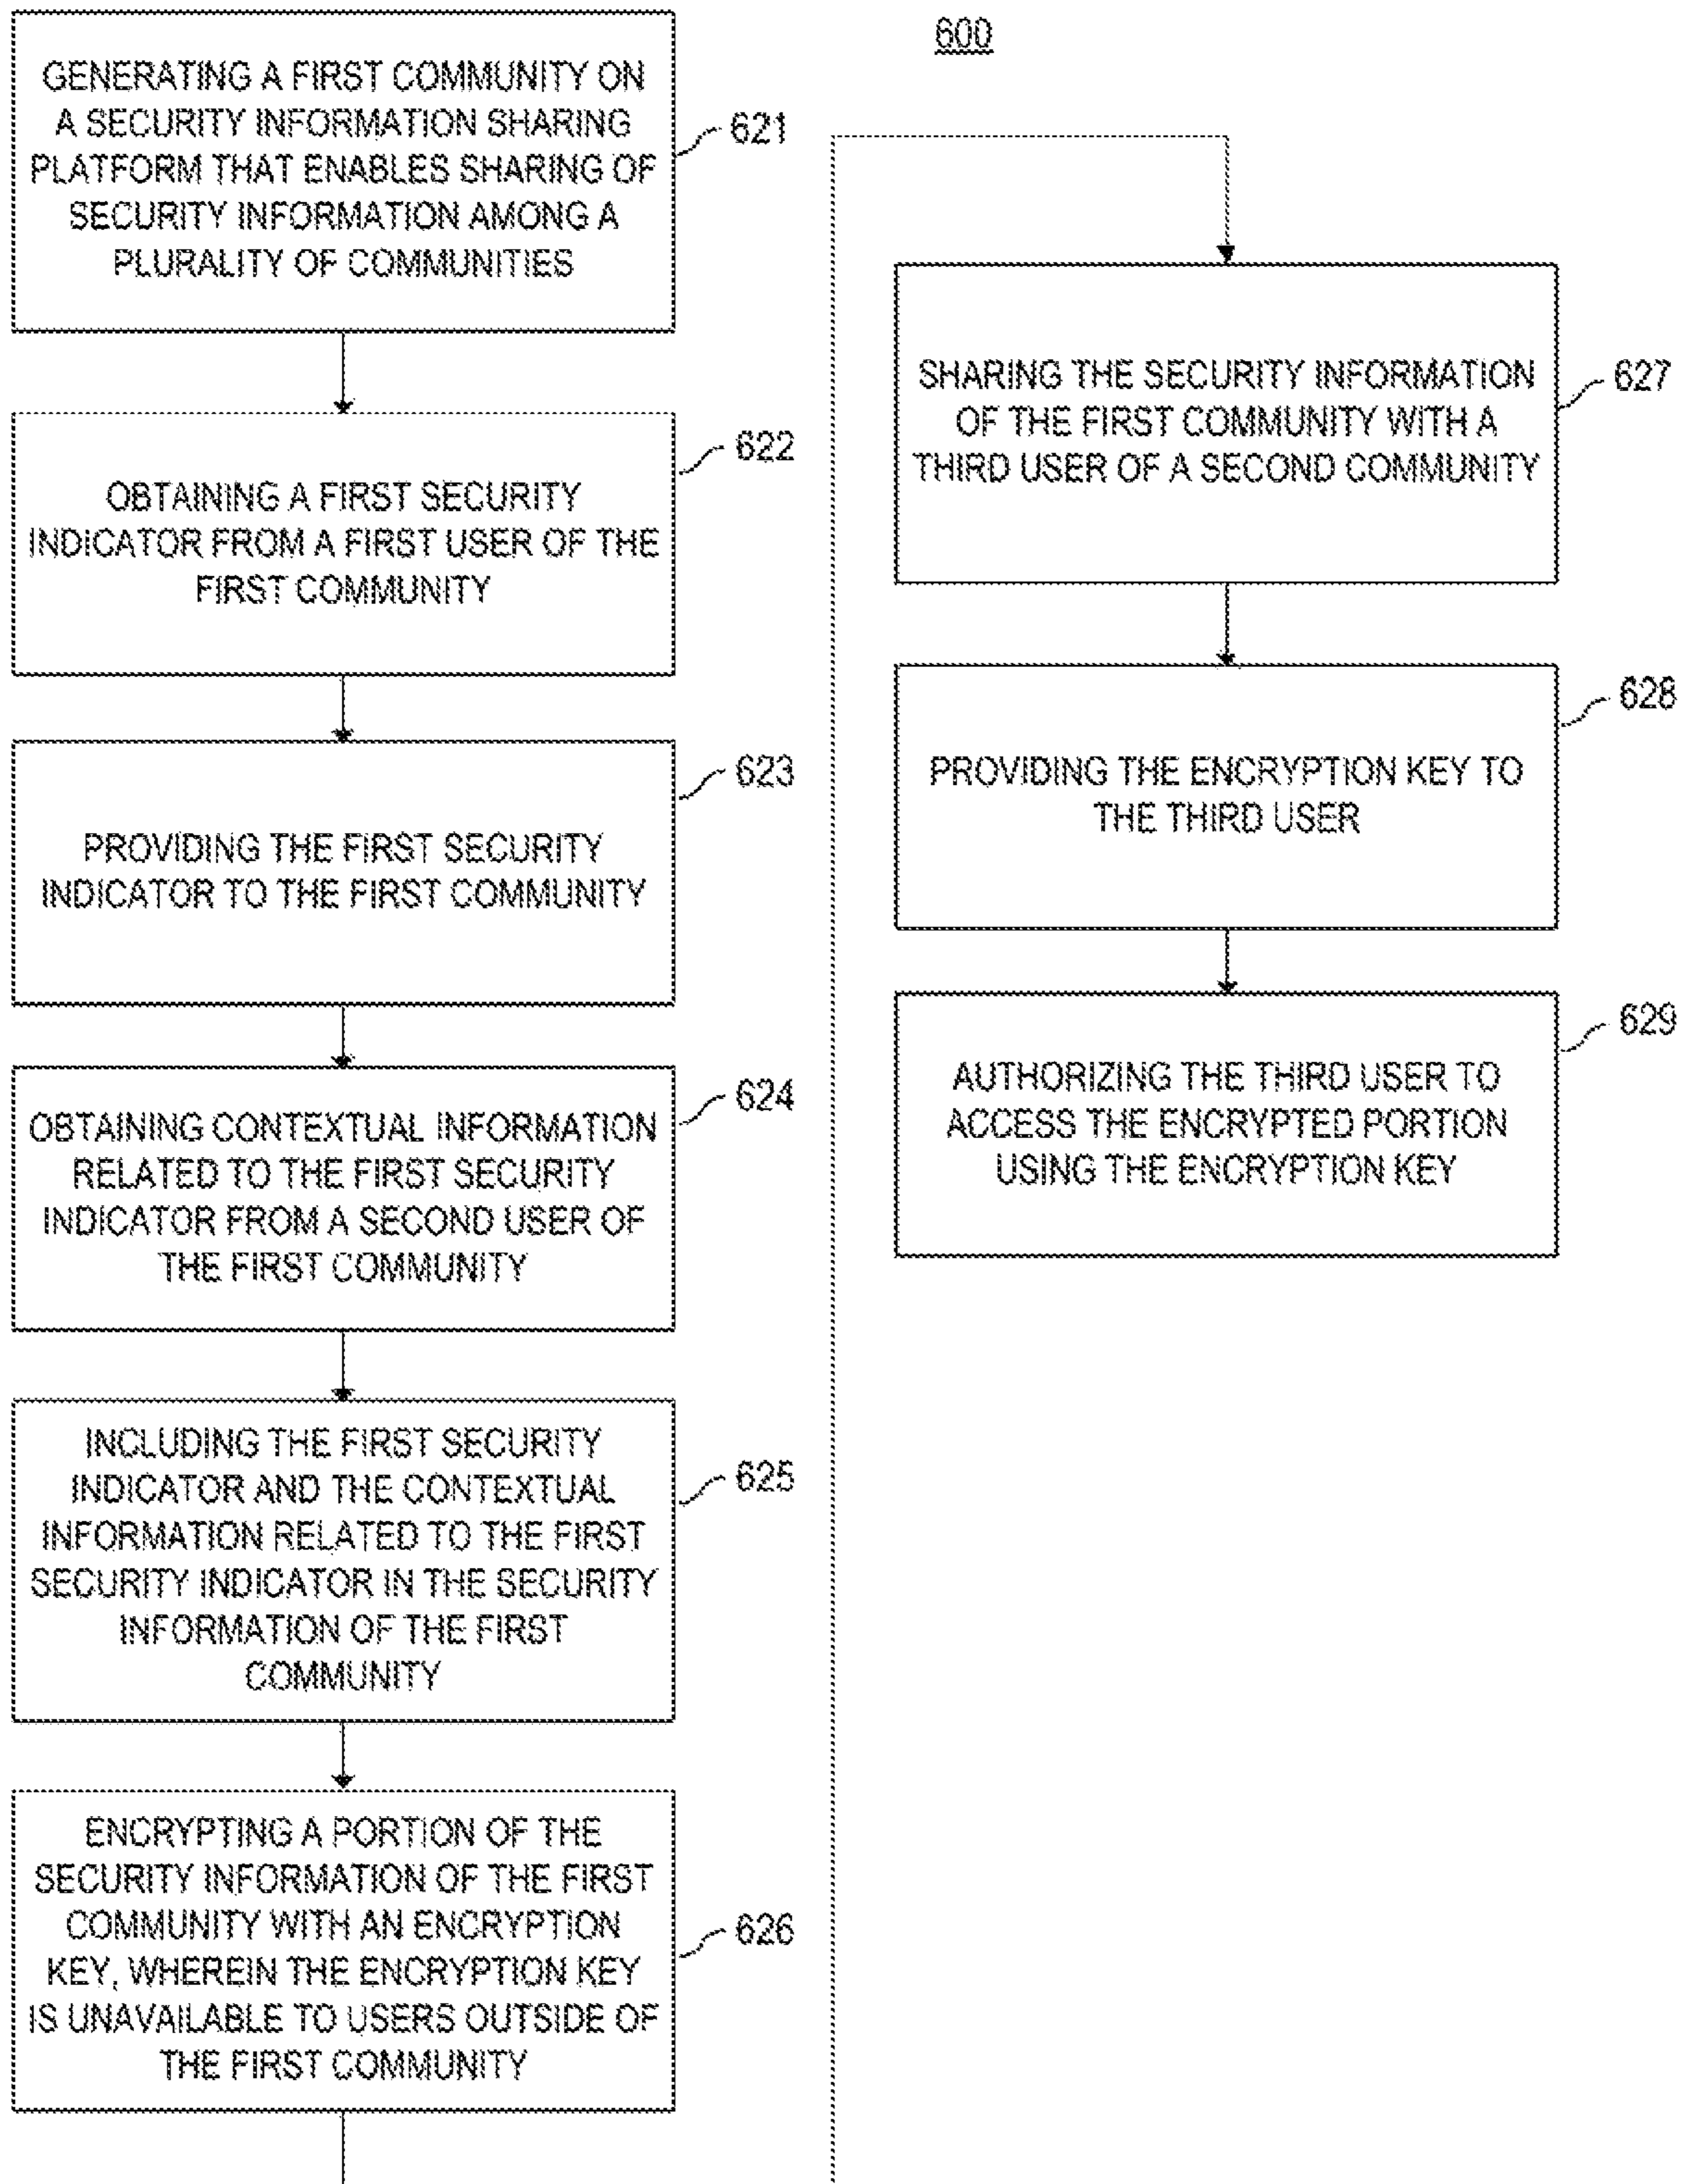 600
GENERATING A FIRST COMMUNITY ON
A SECURITY INFORMATION SHARING
PLATFORM THAT ENABLES SHARING OF
SECURITY INFORMATION AMONG A
PLURALITY OF COMMUNITIES
621
OBTAINING A FIRST SECURITY
INDICATOR FROM A FIRST USER OF THE
FIRST COMMUNITY
622
PROVIDING THE FIRST SECURITY
INDICATOR TO THE FIRST COMMUNITY
623
OBTAINING CONTEXTUAL INFORMATION
RELATED TO THE FIRST SECURITY
INDICATOR FROM A SECOND USER OF
THE FIRST COMMUNITY
624
INCLUDING THE FIRST SECURITY
INDICATOR AND THE CONTEXTUAL
INFORMATION RELATED TO THE FIRST
SECURITY INDICATOR IN THE SECURITY
INFORMATION OF THE FIRST
COMMUNITY
625
ENCRYPTING A PORTION OF THE
SECURITY INFORMATION OF THE FIRST
COMMUNITY WITH AN ENCRYPTION
KEY, WHEREIN THE ENCRYPTION KEY
IS UNAVAILABLE TO USERS OUTSIDE OF
THE FIRST COMMUNITY
626
SHARING THE SECURITY INFORMATION
OF THE FIRST COMMUNITY WITH A
THIRD USER OF A SECOND COMMUNITY
627
PROVIDING THE ENCRYPTION KEY TO
THE THIRD USER
628
AUTHORIZING THE THIRD USER TO
ACCESS THE ENCRYPTED PORTION
USING THE ENCRYPTION KEY
629